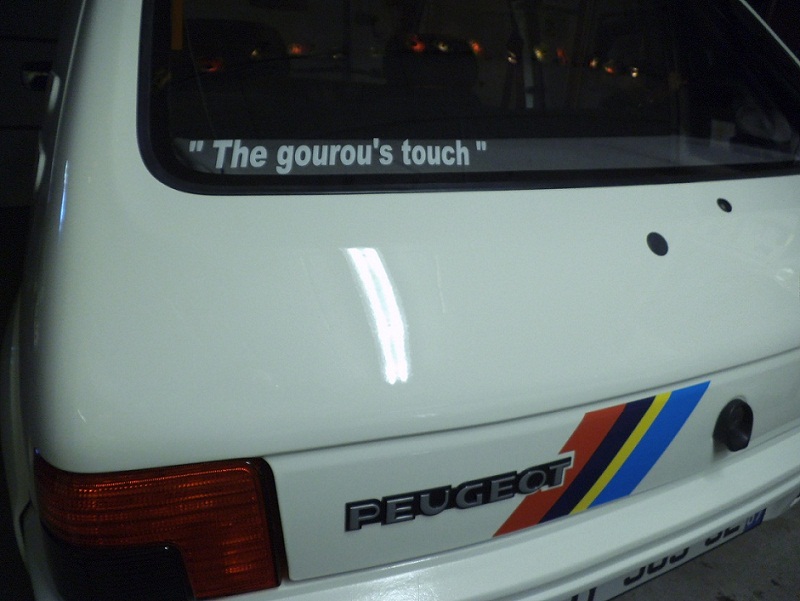 " The gourou's touch "
PEUGEOT